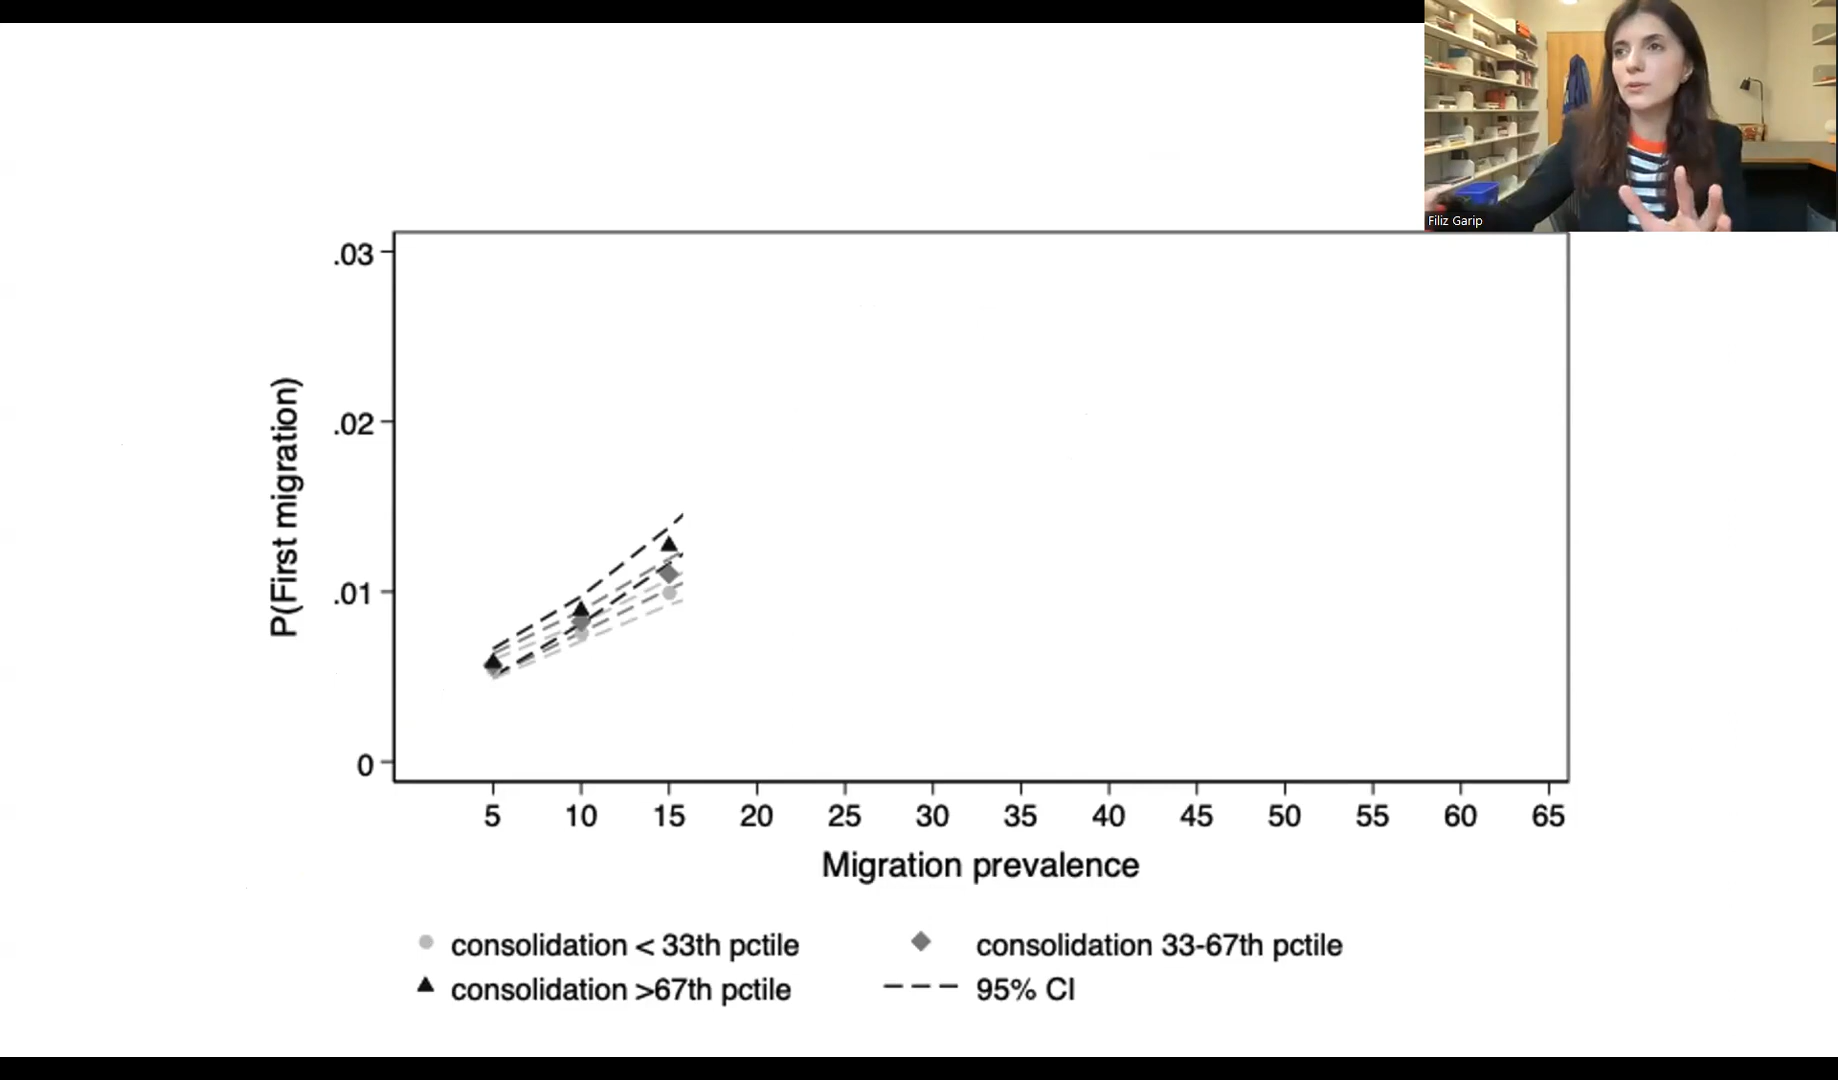 Filiz Garip
.03
.02
.01
0
P(First migration)
5 10 15 20 25 30 35 40 45 50 55 60 65
Migration prevalence
consolidation < 33th pctile
consolidation 33-67th pctile
consolidation >67th pctile
95% CI